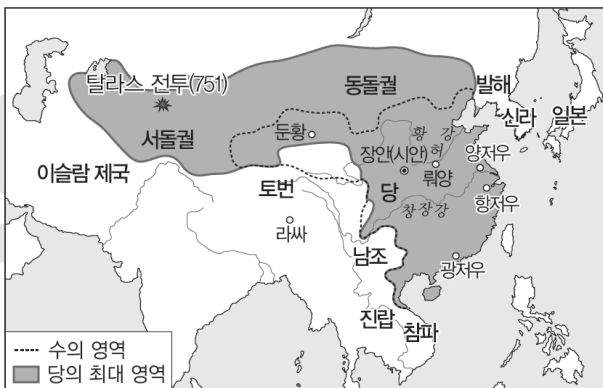 탈라스 전투(751)
동돌궐
발해
서돌궐
둔황
황
허
강
신라
일본
장안(시안)
뤄양
양저우
이슬람 제국
토번
당
항저우
창장강
라싸
남조
광저우
진랍
참파
수의 영역
당의 최대 영역